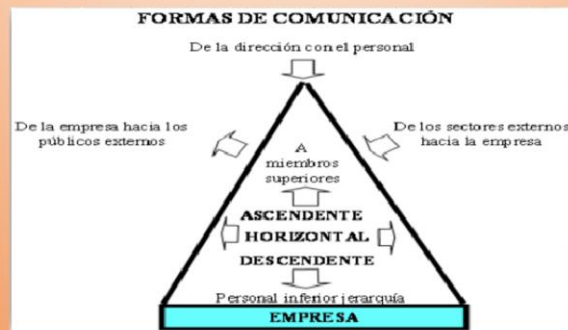 FORMAS DE COMUNICACIÓN
De la dirección con el personal
De la empresa hacia los
públicos externos
De los sectores externos
hacia la empresa
A
miembros
superiores
ASCENDENTE
HORIZONTAL
DESCENDENTE
Personal inferior jerarquía
EMPRESA